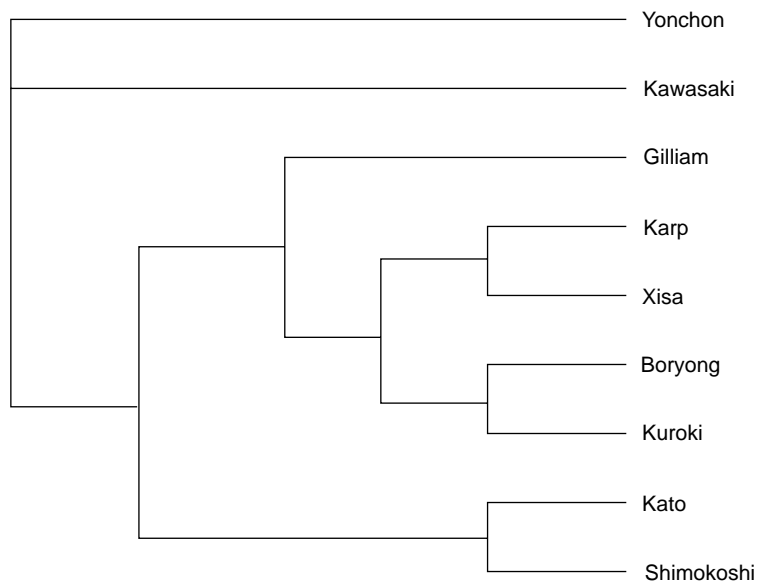 Yonchon
Kawasaki
Gilliam
Karp
Xisa
Boryong
Kuroki
Kato
Shimokoshi